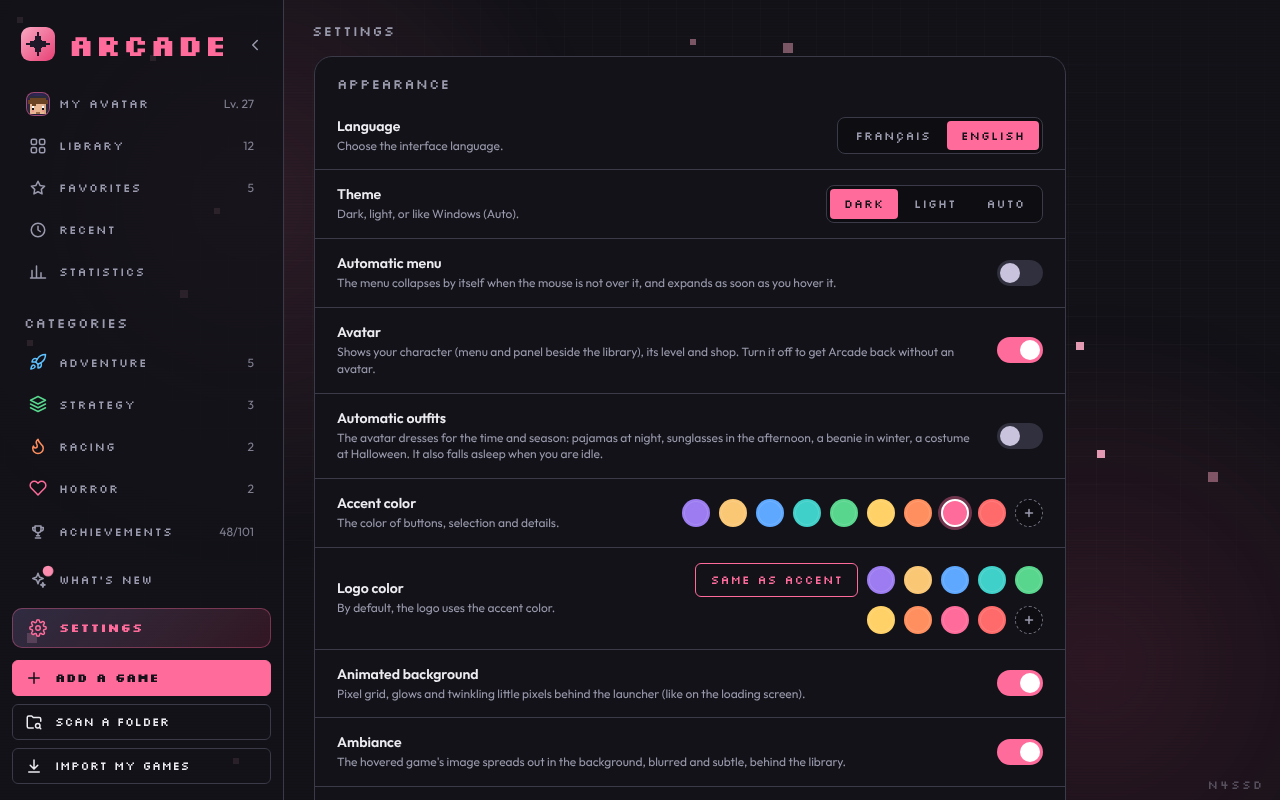 ARCADE
MY AVATAR Lv. 27
LIBRARY 12
FAVORITES 5
RECENT
STATISTICS
CATEGORIES
ADVENTURE 5
STRATEGY 3
RACING 2
HORROR 2
ACHIEVEMENTS 48/101
WHAT'S NEW
SETTINGS
ADD A GAME
SCAN A FOLDER
IMPORT MY GAMES
SETTINGS
APPEARANCE
Language
Choose the interface language.
FRANÇAIS ENGLISH
Theme
Dark, light, or like Windows (Auto).
DARK LIGHT AUTO
Automatic menu
The menu collapses by itself when the mouse is not over it, and expands as soon as you hover it.
Avatar
Shows your character (menu and panel beside the library), its level and shop. Turn it off to get Arcade back without an
avatar.
Automatic outfits
The avatar dresses for the time and season: pajamas at night, sunglasses in the afternoon, a beanie in winter, a costume
at Halloween. It also falls asleep when you are idle.
Accent color
The color of buttons, selection and details.
Logo color
By default, the logo uses the accent color.
SAME AS ACCENT
Animated background
Pixel grid, glows and twinkling little pixels behind the launcher (like on the loading screen).
Ambiance
The hovered game's image spreads out in the background, blurred and subtle, behind the library.
N4SSD